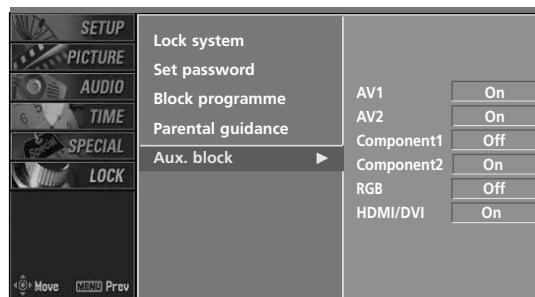 SETUP
PICTURE
AUDIO
TIME
SPECIAL
LOCK
Move MENU Prev
Lock system
Set password
Block programme
Parental guidance
Aux. block
AV1 On
AV2 On
Component1 Off
Component2 On
RGB Off
HDMI/DVI On